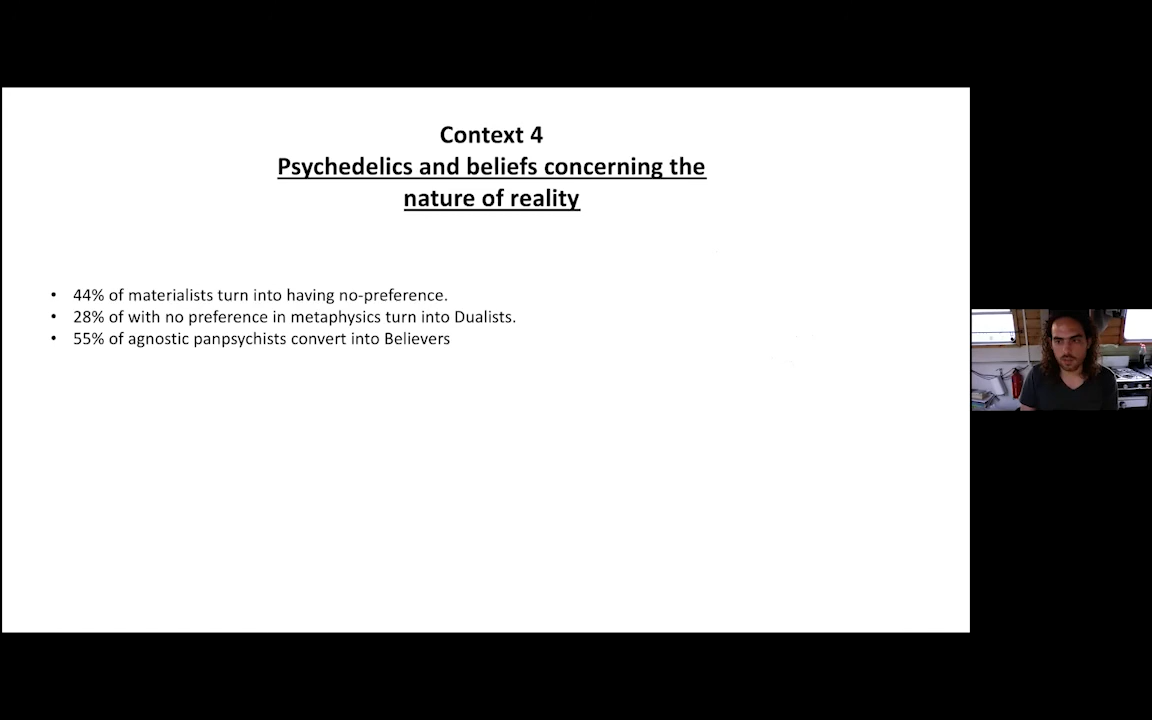 Context 4
Psychedelics and beliefs concerning the
nature of reality
• 44% of materialists turn into having no-preference.
• 28% of with no preference in metaphysics turn into Dualists.
• 55% of agnostic panpsychists convert into Believers